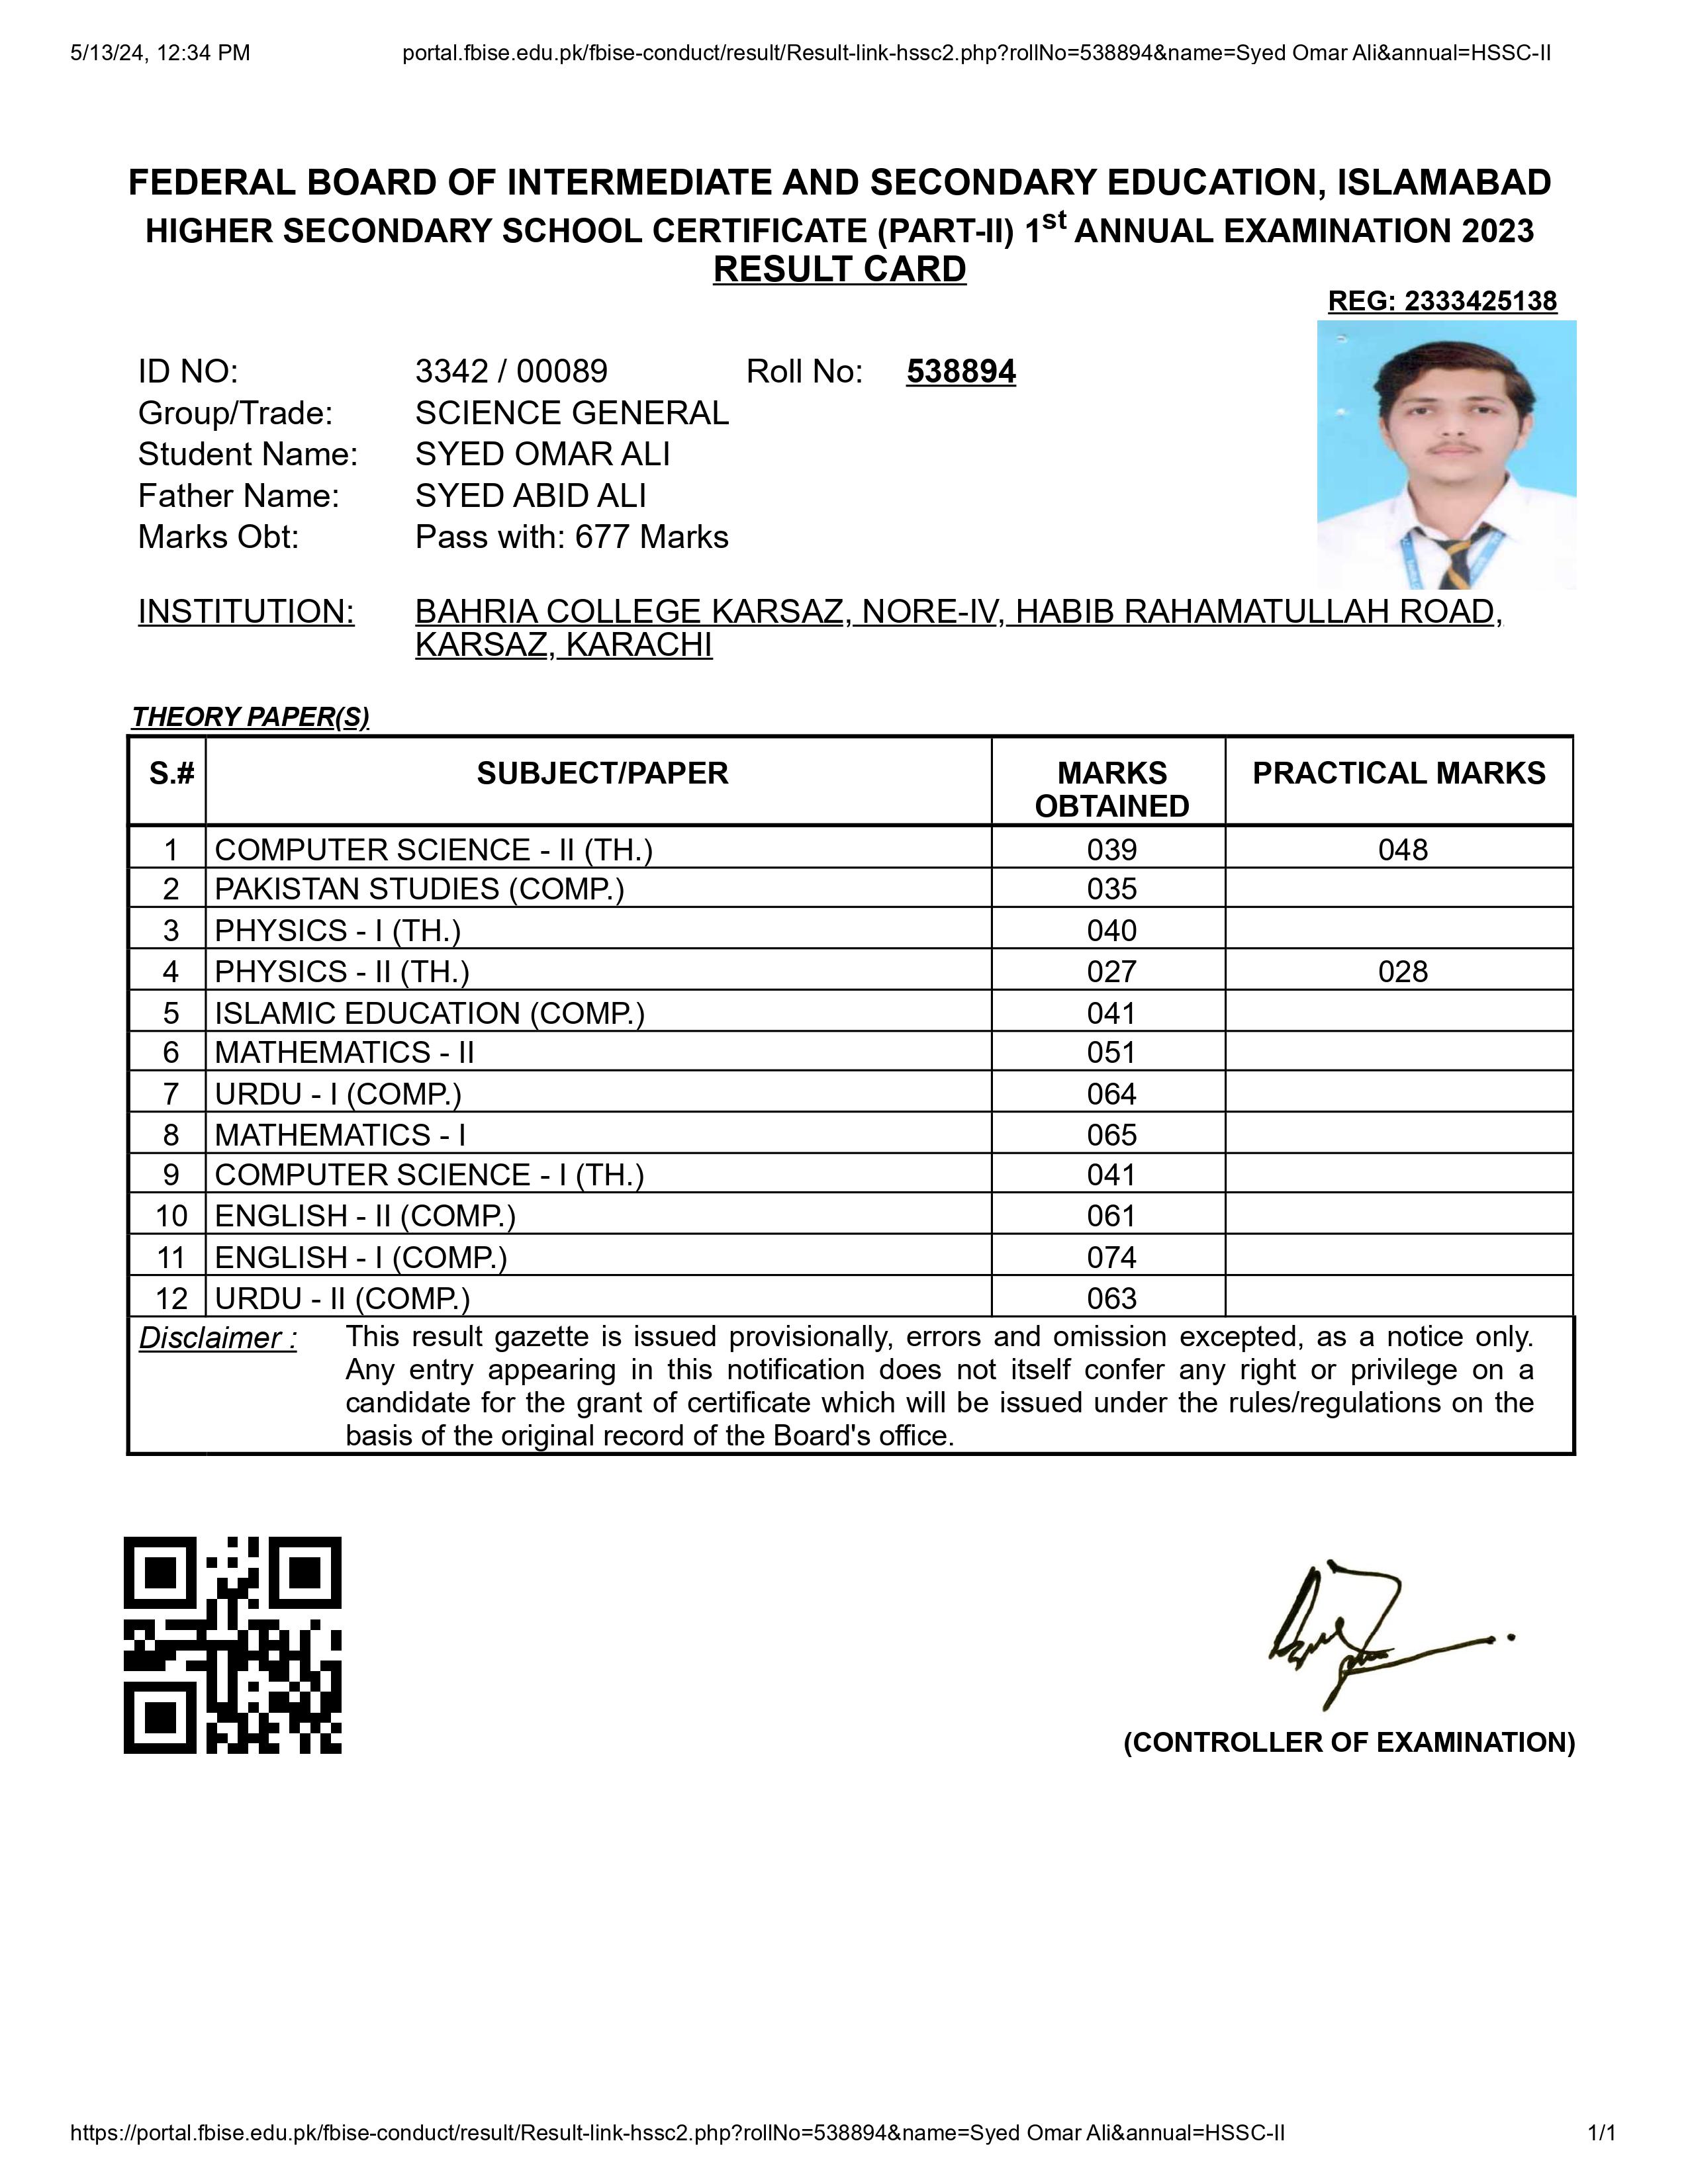 5/13/24, 12:34 PM portal.fbise.edu.pk/fbise-conduct/result/Result-link-hssc2.php?rollNo=538894&name=Syed Omar Ali&annual=HSSC-II
FEDERAL BOARD OF INTERMEDIATE AND SECONDARY EDUCATION, ISLAMABAD
HIGHER SECONDARY SCHOOL CERTIFICATE (PART-II) 1st ANNUAL EXAMINATION 2023
RESULT CARD
REG: 2333425138
ID NO: 3342 / 00089 Roll No: 538894
Group/Trade: SCIENCE GENERAL
Student Name: SYED OMAR ALI
Father Name: SYED ABID ALI
Marks Obt: Pass with: 677 Marks
INSTITUTION: BAHRIA COLLEGE KARSAZ, NORE-IV, HABIB RAHAMATULLAH ROAD,
KARSAZ, KARACHI
THEORY PAPER(S)
S.# SUBJECT/PAPER MARKS OBTAINED PRACTICAL MARKS
1 COMPUTER SCIENCE - II (TH.) 039 048
2 PAKISTAN STUDIES (COMP.) 035
3 PHYSICS - I (TH.) 040
4 PHYSICS - II (TH.) 027 028
5 ISLAMIC EDUCATION (COMP.) 041
6 MATHEMATICS - II 051
7 URDU - I (COMP.) 064
8 MATHEMATICS - I 065
9 COMPUTER SCIENCE - I (TH.) 041
10 ENGLISH - II (COMP.) 061
11 ENGLISH - I (COMP.) 074
12 URDU - II (COMP.) 063
Disclaimer : This result gazette is issued provisionally, errors and omission excepted, as a notice only.
Any entry appearing in this notification does not itself confer any right or privilege on a
candidate for the grant of certificate which will be issued under the rules/regulations on the
basis of the original record of the Board's office.
(CONTROLLER OF EXAMINATION)
https://portal.fbise.edu.pk/fbise-conduct/result/Result-link-hssc2.php?rollNo=538894&name=Syed Omar Ali&annual=HSSC-II 1/1